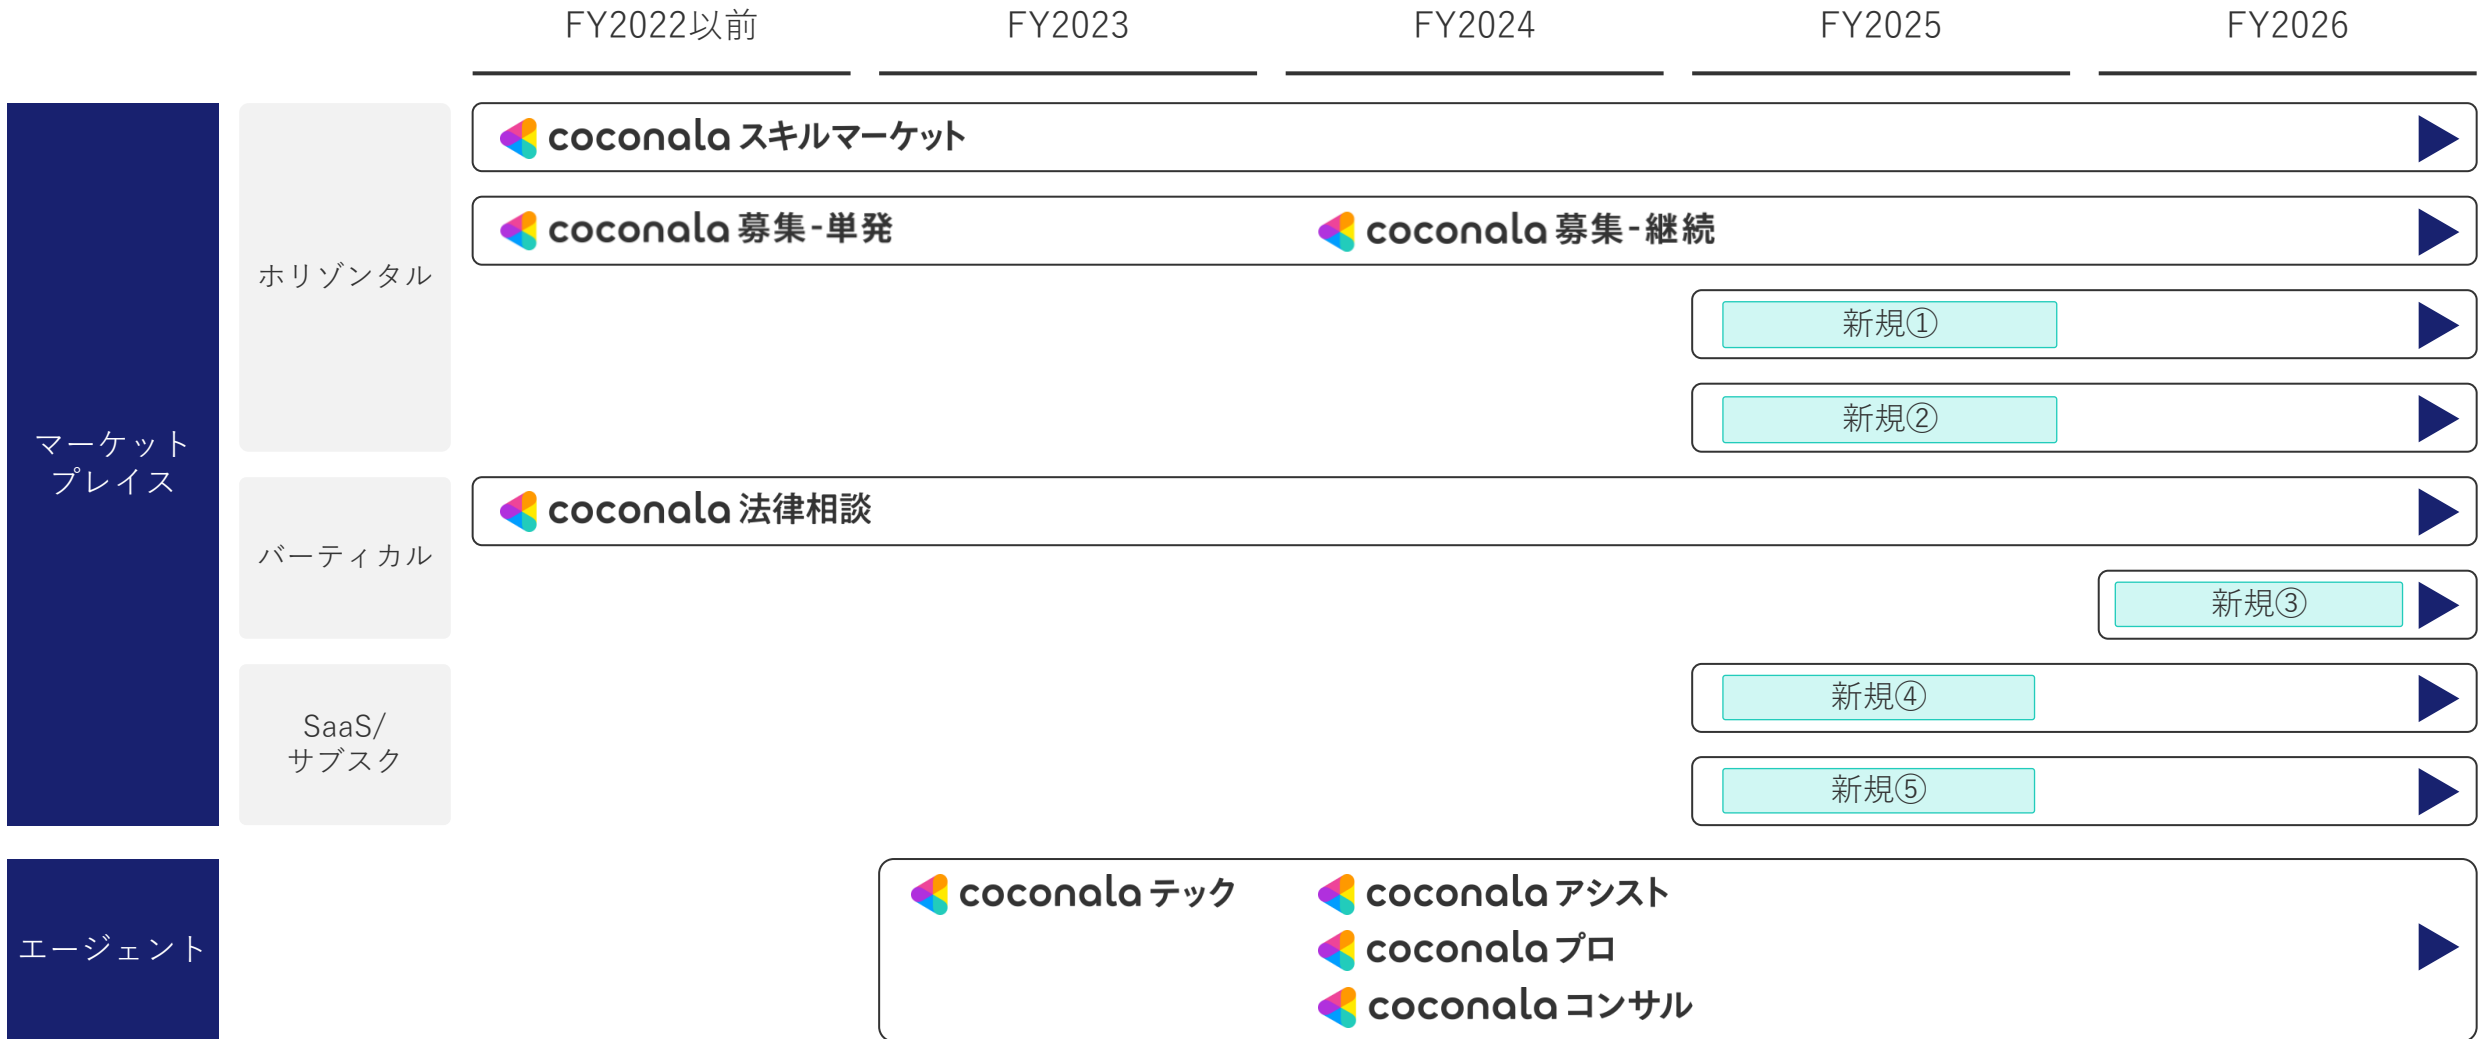 FY2022以前
FY2023
FY2024
FY2025
FY2026
マーケット
プレイス
ホリゾンタル
coconala スキルマーケット
coconala 募集-単発
coconala 募集-継続
新規①
新規②
バーティカル
coconala 法律相談
新規③
SaaS/
サブスク
新規④
新規⑤
エージェント
coconala テック
coconala アシスト
coconala プロ
coconala コンサル